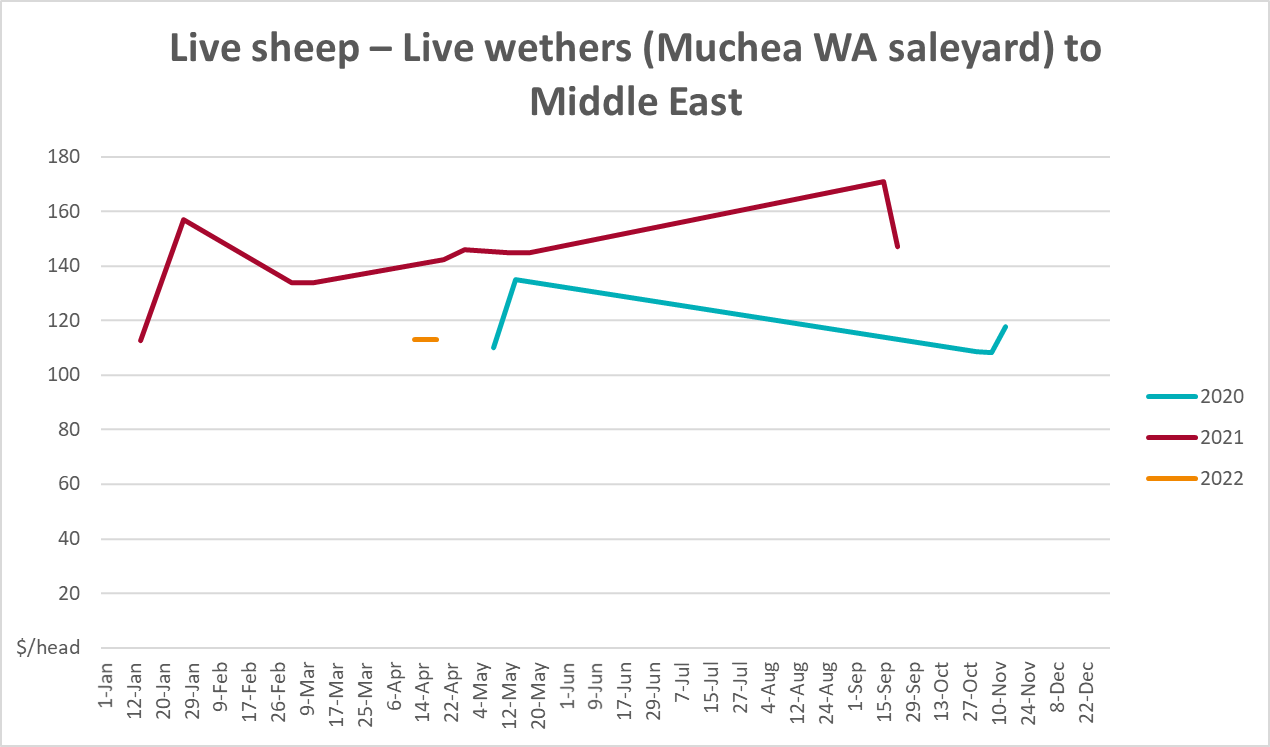 Live sheep – Live wethers (Muchea WA saleyard) to
Middle East
180
160
140
120
100
80
60
40
20
$/head
1-Jan
12-Jan
20-Jan
29-Jan
9-Feb
17-Feb
26-Feb
9-Mar
17-Mar
25-Mar
6-Apr
14-Apr
22-Apr
4-May
12-May
20-May
1-Jun
9-Jun
17-Jun
29-Jun
7-Jul
15-Jul
27-Jul
4-Aug
12-Aug
24-Aug
1-Sep
15-Sep
29-Sep
13-Oct
27-Oct
10-Nov
24-Nov
8-Dec
22-Dec
2020
2021
2022